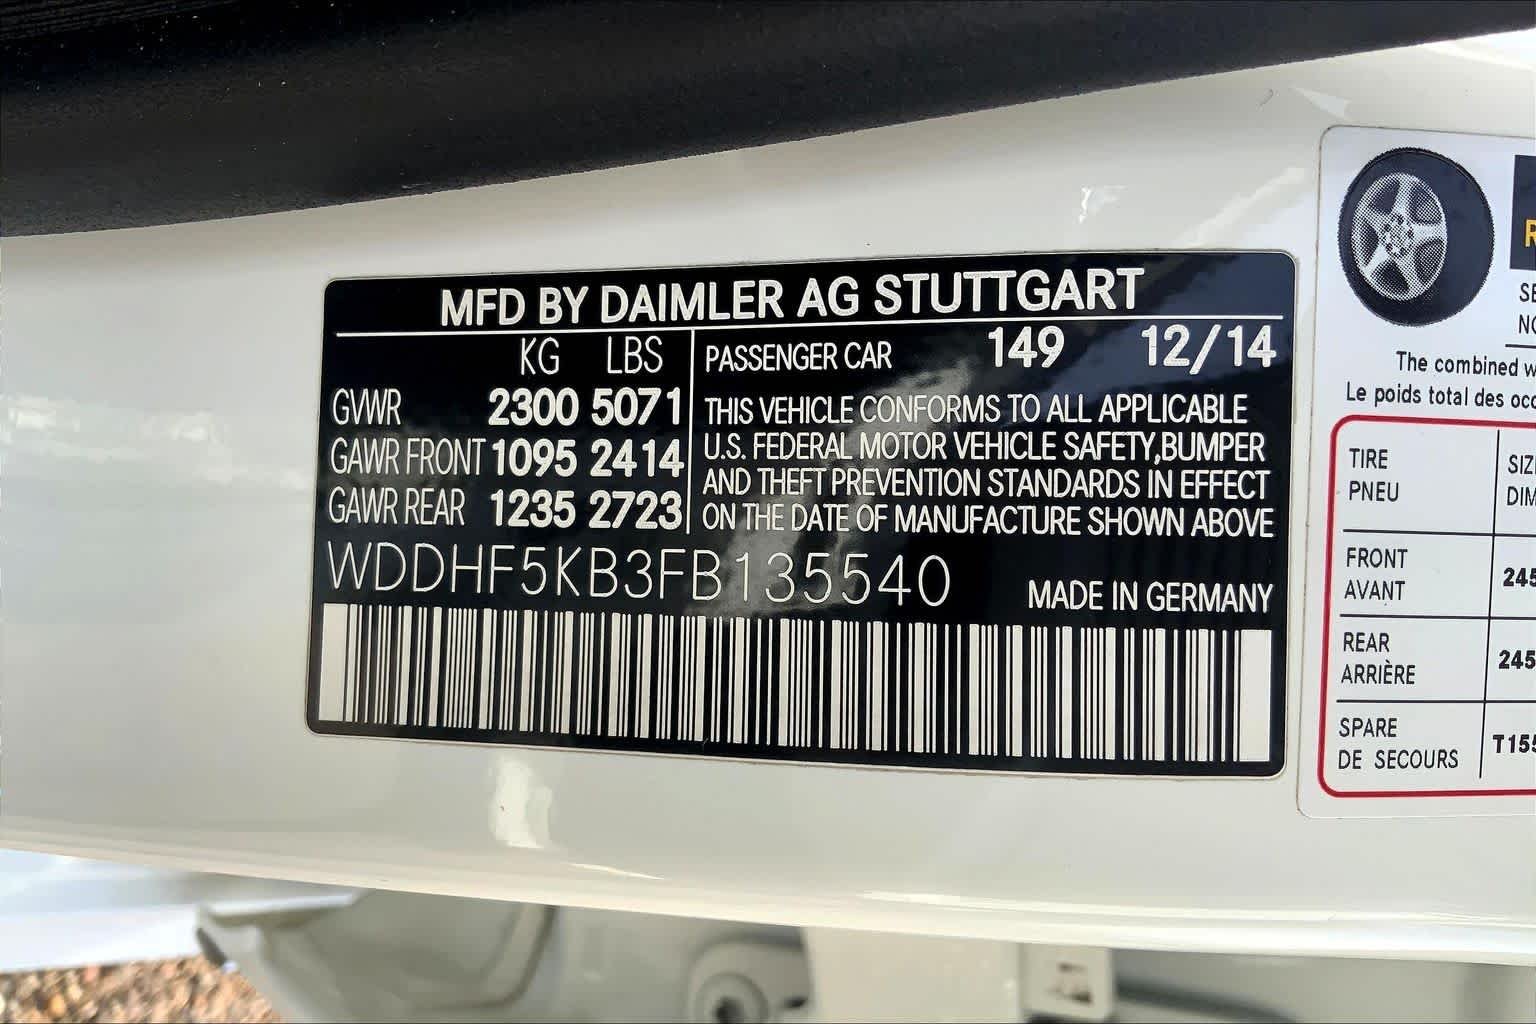 MFD BY DAIMLER AG STUTTGART
KG LBS
GVWR 2300 5071
GAWR FRONT 1095 2414
GAWR REAR 1235 2723
PASSENGER CAR 149 12/14
THIS VEHICLE CONFORMS TO ALL APPLICABLE
U.S. FEDERAL MOTOR VEHICLE SAFETY,BUMPER
AND THEFT PREVENTION STANDARDS IN EFFECT
ON THE DATE OF MANUFACTURE SHOWN ABOVE
WDDHF5KB3FB135540
MADE IN GERMANY
The combined
Le poids total des
TIRE
PNEU
FRONT
AVANT
245
REAR
ARRIÈRE
245
SPARE
DE SECOURS
T155